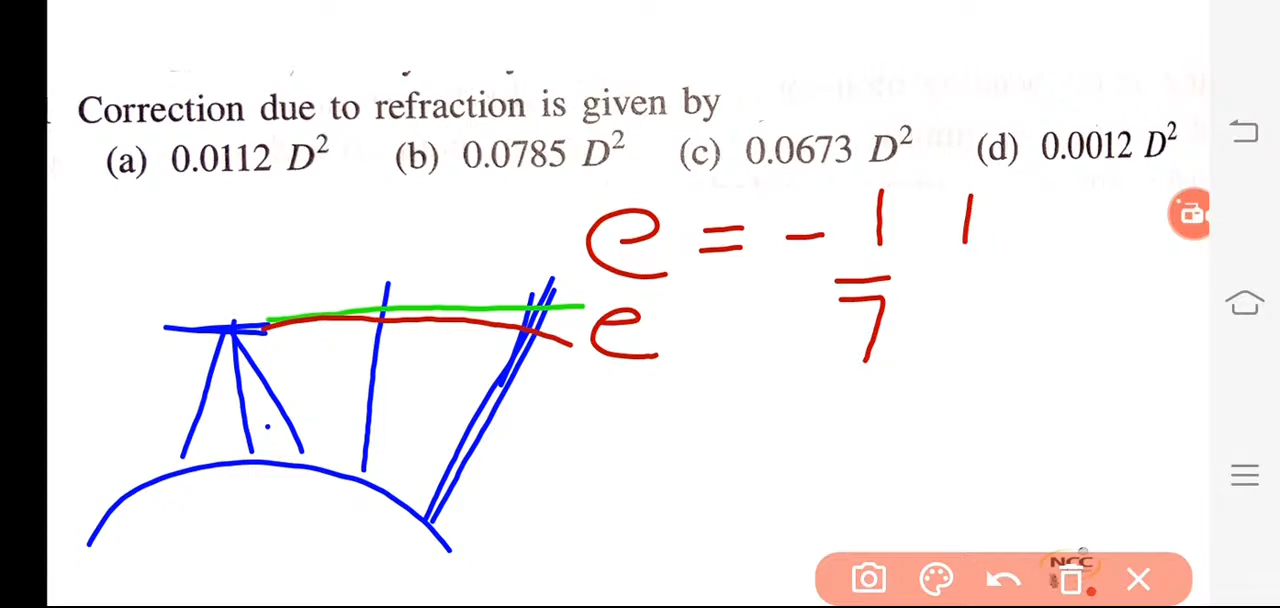 Correction due to refraction is given by
(a) 0.0112 D² (b) 0.0785 D² (c) 0.0673 D² (d) 0.0012 D²
e = - 1 1
e 7
NCC